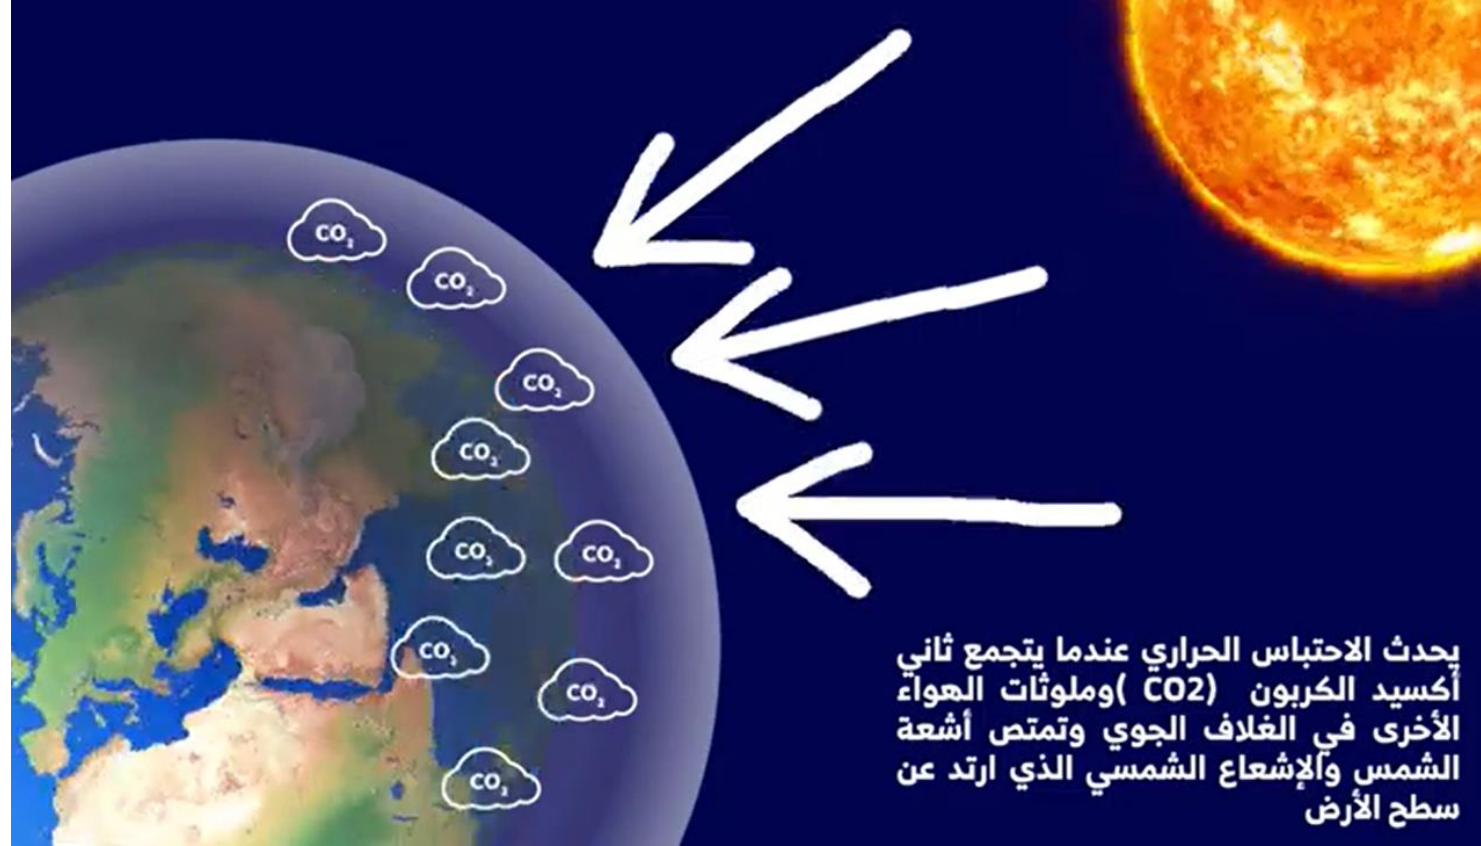 CO₂
CO₂
CO₂
CO₂
CO₂
CO₂
CO₂
CO₂
CO₂
يحدث الاحتباس الحراري عندما يتجمع ثاني
أكسيد الكربون (CO2 )وملوثات الهواء
الأخرى في الغلاف الجوي وتمتص أشعة
الشمس والإشعاع الشمسي الذي ارتد عن
سطح الأرض